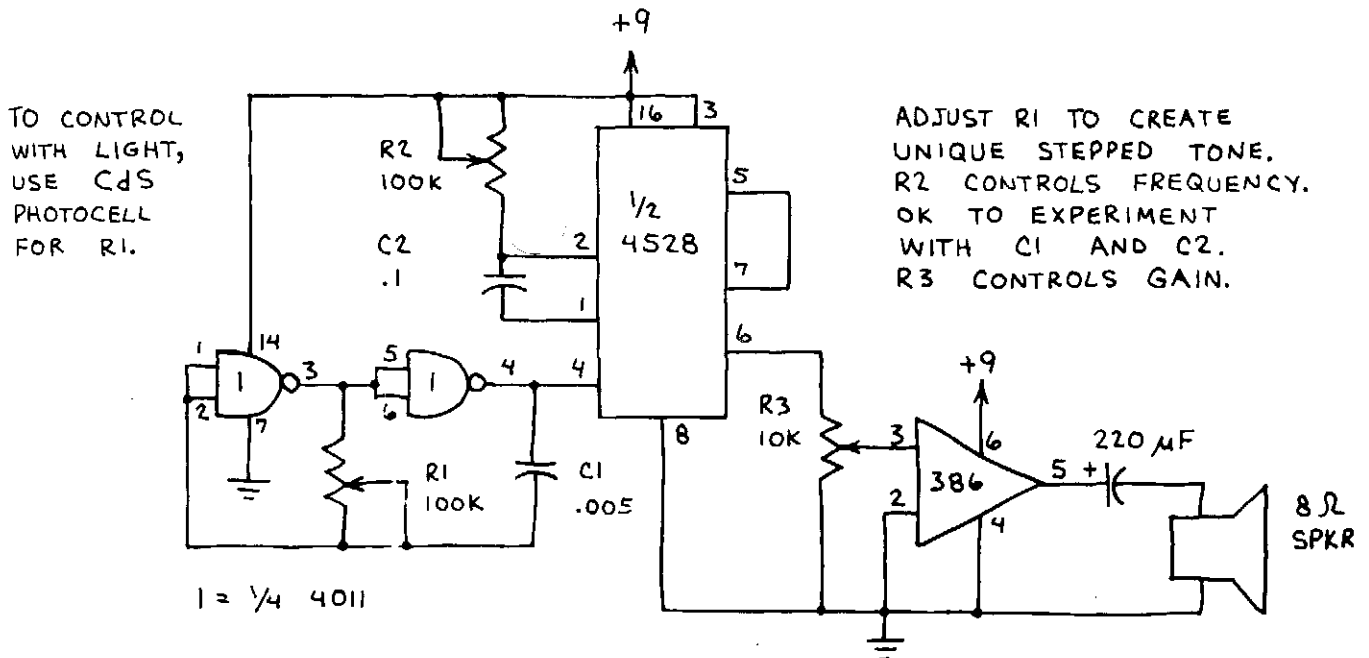 +9
TO CONTROL
WITH LIGHT,
USE CdS
PHOTOCELL
FOR R1.
ADJUST R1 TO CREATE
UNIQUE STEPPED TONE.
R2 CONTROLS FREQUENCY.
OK TO EXPERIMENT
WITH C1 AND C2.
R3 CONTROLS GAIN.
16
3
R2
100K
1/2
4528
5
2
C2
.1
7
1
6
14
1
1
3
2
7
5
1
4
6
4
8
R1
100K
C1
.005
R3
10K
+9
3
6
386
2
4
5
+
220 µF
8Ω
SPKR
1 = 1/4 4011